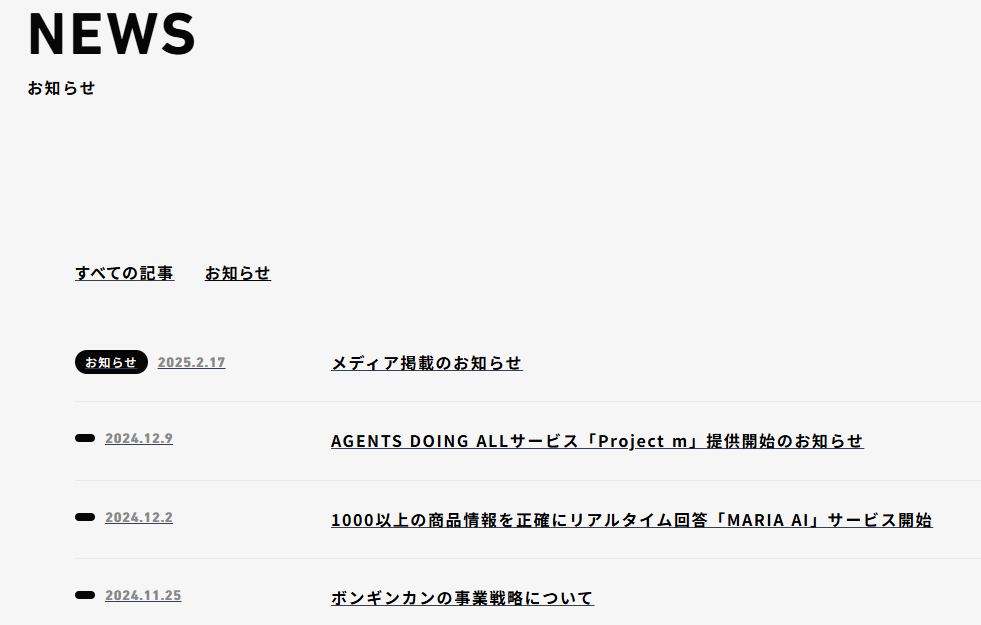 NEWS
お知らせ
すべての記事 お知らせ
お知らせ 2025.2.17 メディア掲載のお知らせ
2024.12.9 AGENTS DOING ALLサービス「Project m」提供開始のお知らせ
2024.12.2 1000以上の商品情報を正確にリアルタイム回答「MARIA AI」サービス開始
2024.11.25 ボンギンカンの事業戦略について